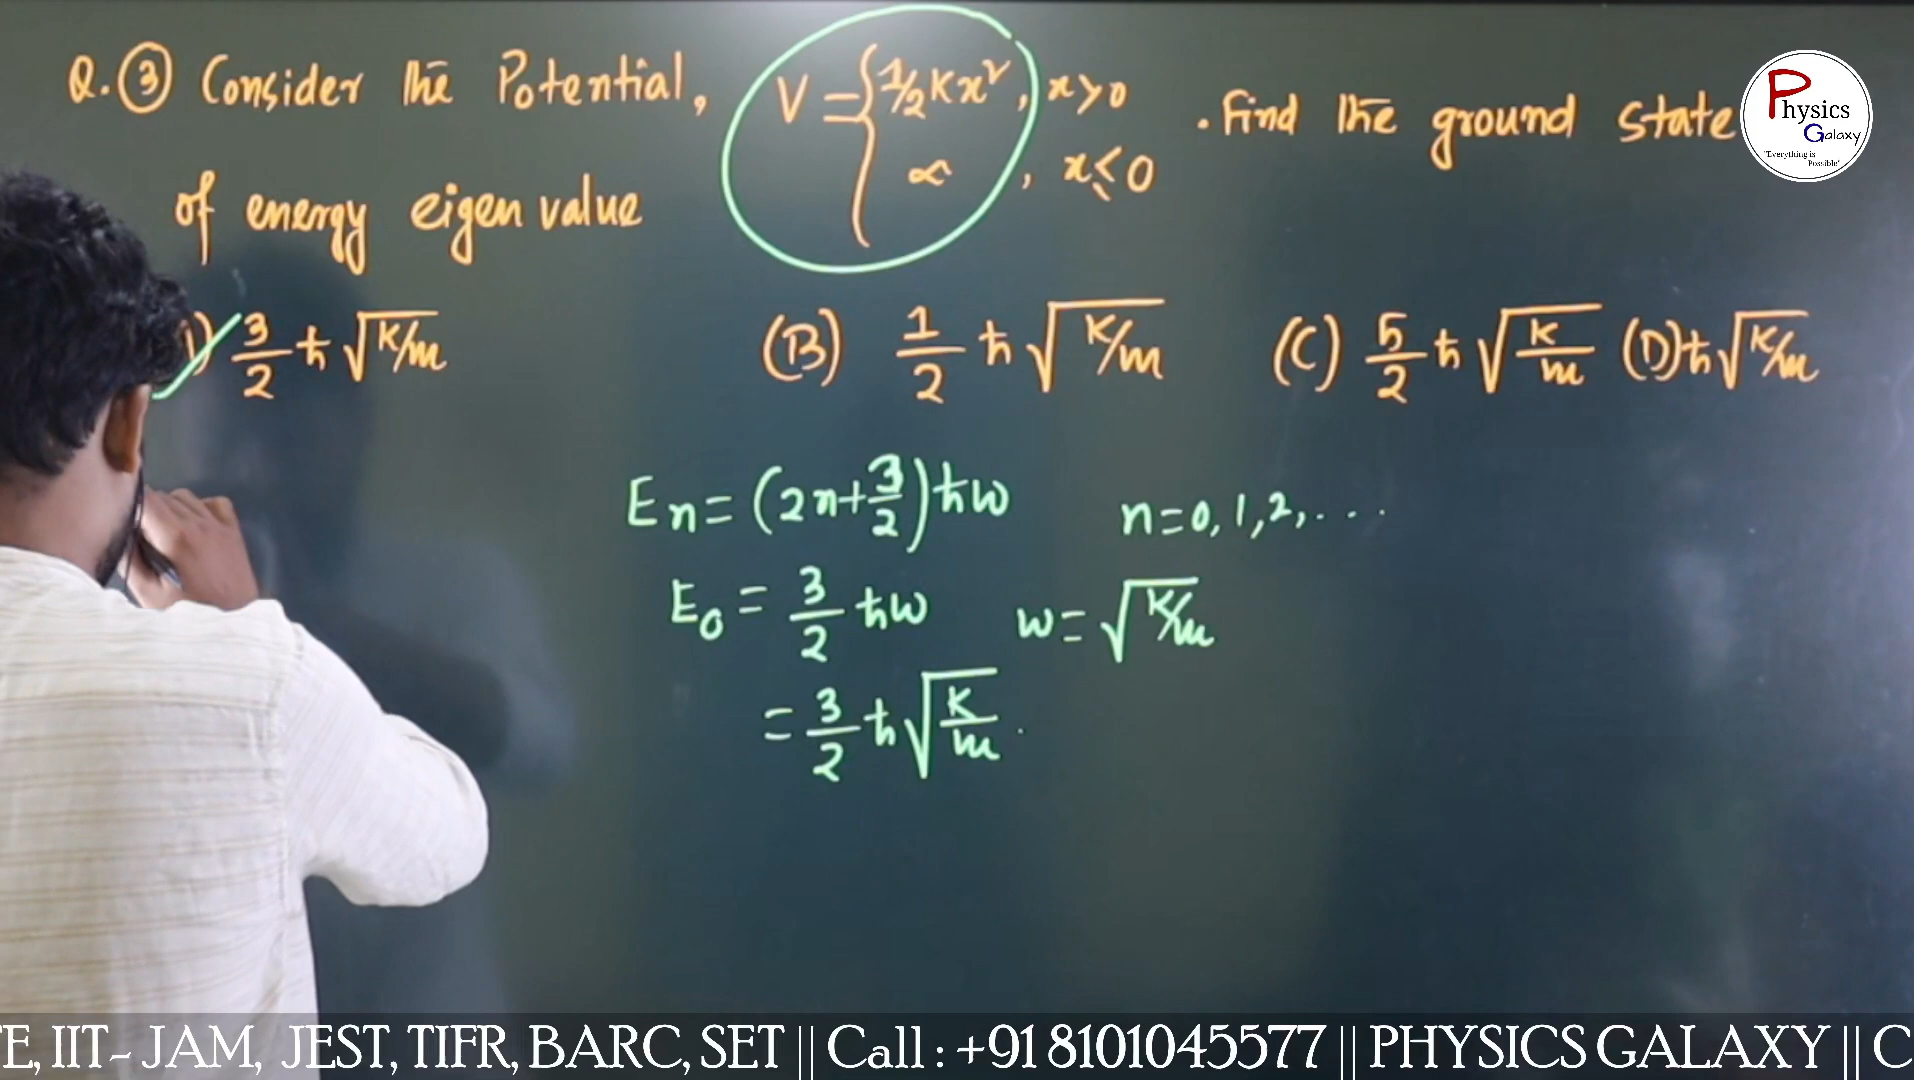 Q. ③ Consider the Potential, V = { 1/2 Kx², x > 0 . Find the ground state
∝, x ≤ 0
of energy eigen value
) 3/2 ħ √K/m (B) 1/2 ħ √K/m (C) 5/2 ħ √K/m (D) ħ √K/m
En = (2n + 3/2) ħω n = 0, 1, 2, . . .
E0 = 3/2 ħω ω = √K/m
= 3/2 ħ √K/m .
Physics
Galaxy
"Everything is
Possible"
E, IIT- JAM, JEST, TIFR, BARC, SET || Call : +91 8101045577 || PHYSICS GALAXY || C